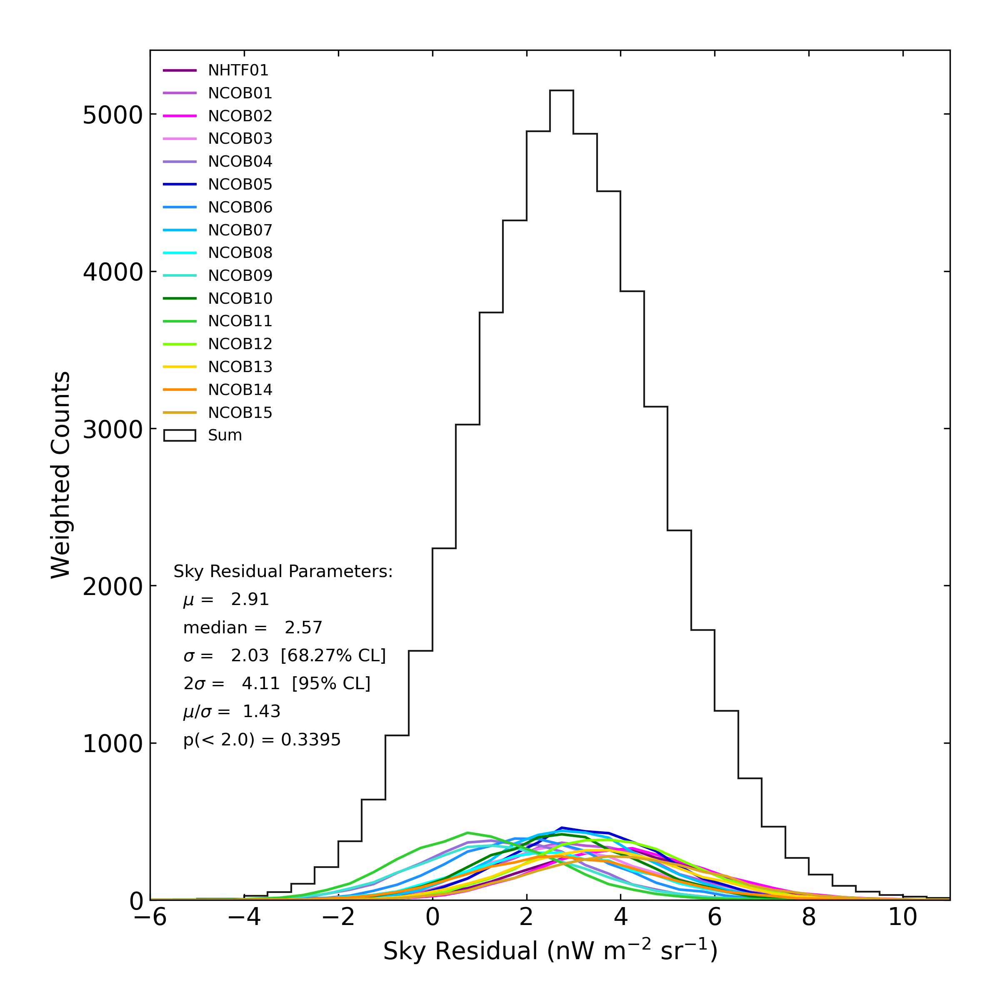 NHTF01
NCOB01
NCOB02
NCOB03
NCOB04
NCOB05
NCOB06
NCOB07
NCOB08
NCOB09
NCOB10
NCOB11
NCOB12
NCOB13
NCOB14
NCOB15
Sum
5000
4000
3000
2000
1000
0
Weighted Counts
Sky Residual Parameters:
μ = 2.91
median = 2.57
σ = 2.03 [68.27% CL]
2σ = 4.11 [95% CL]
μ/σ = 1.43
p(< 2.0) = 0.3395
−6 −4 −2 0 2 4 6 8 10
Sky Residual (nW m⁻² sr⁻¹)